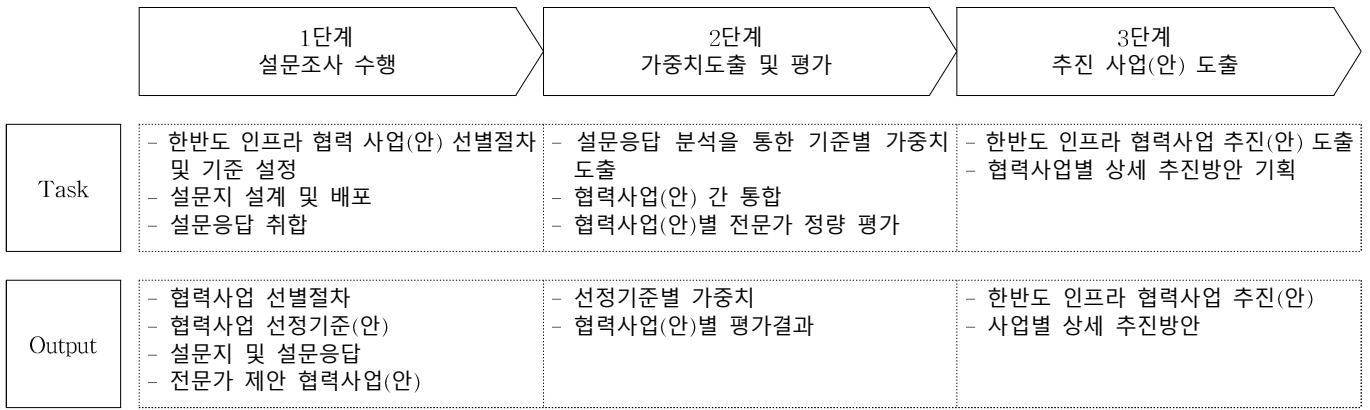 1단계
설문조사 수행
2단계
가중치도출 및 평가
3단계
추진 사업(안) 도출
Task
- 한반도 인프라 협력 사업(안) 선별절차
및 기준 설정
- 설문지 설계 및 배포
- 설문응답 취합
- 설문응답 분석을 통한 기준별 가중치
도출
- 협력사업(안) 간 통합
- 협력사업(안)별 전문가 정량 평가
- 한반도 인프라 협력사업 추진(안) 도출
- 협력사업별 상세 추진방안 기획
Output
- 협력사업 선별절차
- 협력사업 선정기준(안)
- 설문지 및 설문응답
- 전문가 제안 협력사업(안)
- 선정기준별 가중치
- 협력사업(안)별 평가결과
- 한반도 인프라 협력사업 추진(안)
- 사업별 상세 추진방안